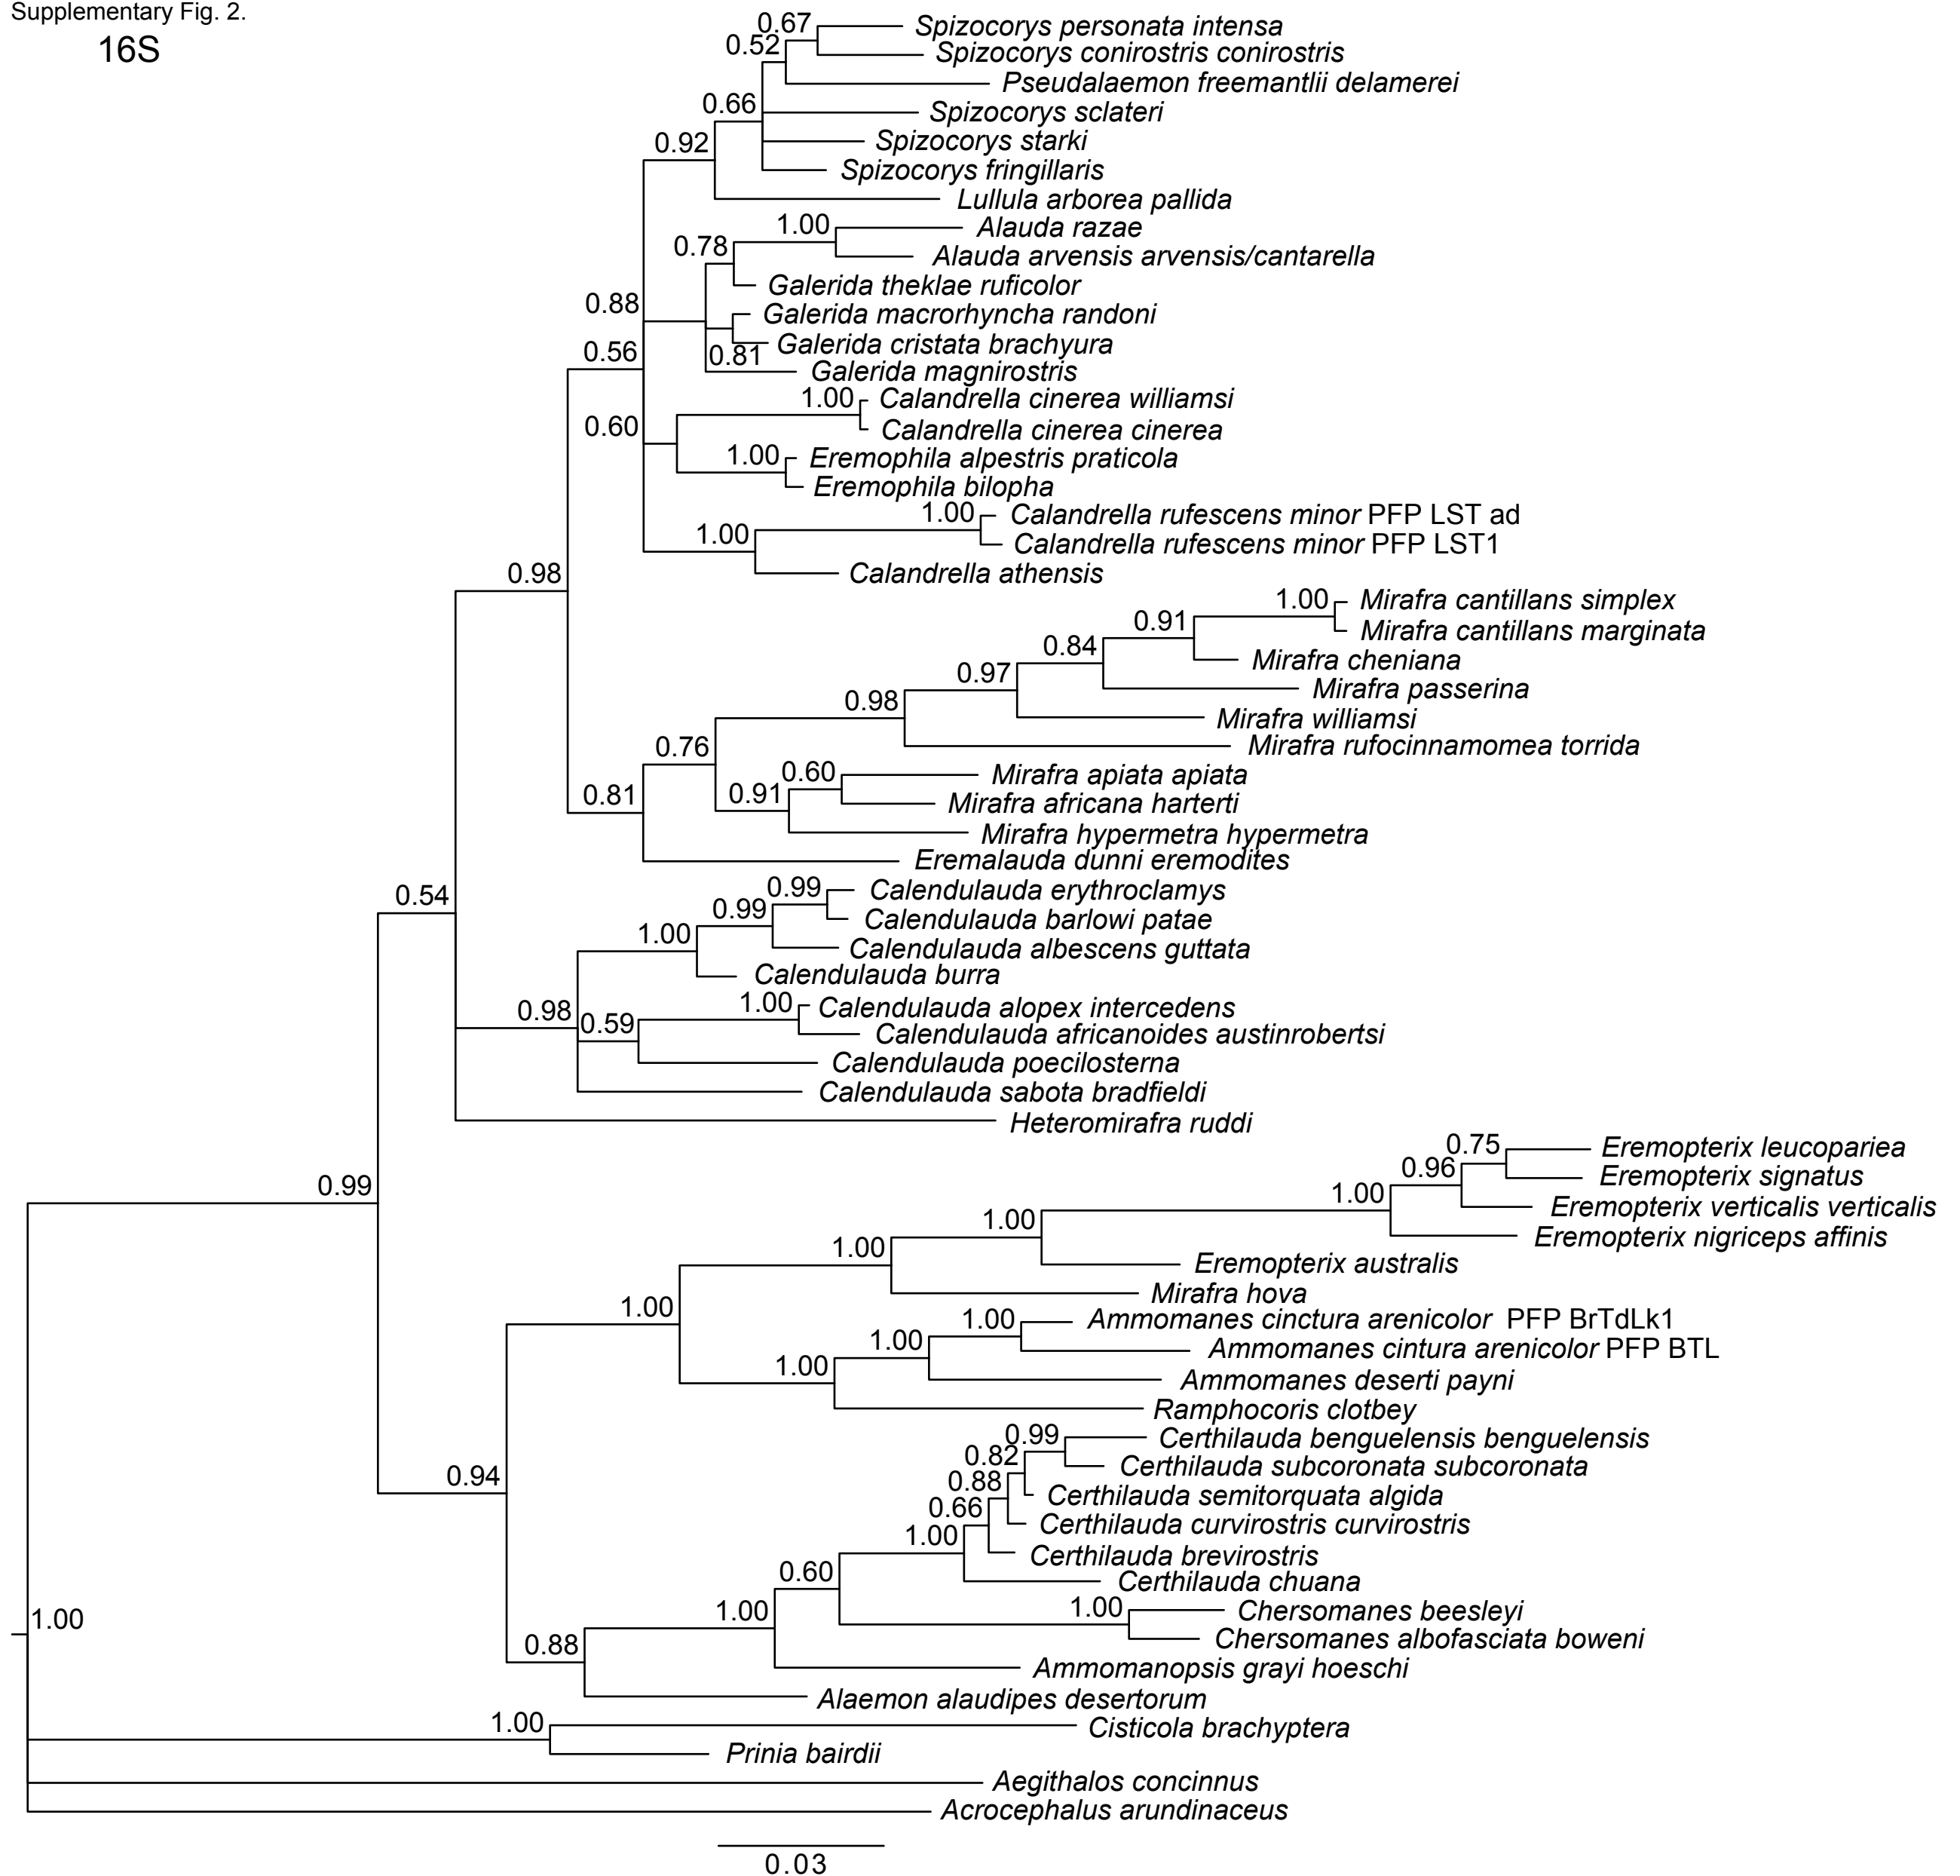 Supplementary Fig. 2.
16S
0.67
Spizocorys personata intensa
0.52
Spizocorys conirostris conirostris
Pseudalaemon freemantlii delamerei
0.66
Spizocorys sclateri
Spizocorys starki
0.92
Spizocorys fringillaris
Lullula arborea pallida
1.00
Alauda razae
0.78
Alauda arvensis arvensis/cantarella
Galerida theklae ruficolor
0.88
Galerida macrorhyncha randoni
Galerida cristata brachyura
0.56
0.81
Galerida magnirostris
1.00
Calandrella cinerea williamsi
0.60
Calandrella cinerea cinerea
1.00
Eremophila alpestris praticola
Eremophila bilopha
1.00
Calandrella rufescens minor PFP LST ad
1.00
Calandrella rufescens minor PFP LST1
0.98
Calandrella athensis
1.00
Mirafra cantillans simplex
0.91
Mirafra cantillans marginata
0.84
Mirafra cheniana
0.97
Mirafra passerina
0.98
Mirafra williamsi
0.76
Mirafra rufocinnamomea torrida
0.60
Mirafra apiata apiata
0.81
0.91
Mirafra africana harterti
Mirafra hypermetra hypermetra
Eremalauda dunni eremodites
0.54
0.99
Calendulauda erythroclamys
0.99
Calendulauda barlowi patae
1.00
Calendulauda albescens guttata
Calendulauda burra
0.98
1.00
Calendulauda alopex intercedens
0.59
Calendulauda africanoides austinrobertsi
Calendulauda poecilosterna
Calendulauda sabota bradfieldi
Heteromirafra ruddi
0.75
Eremopterix leucopariea
0.99
0.96
Eremopterix signatus
1.00
Eremopterix verticalis verticalis
1.00
Eremopterix nigriceps affinis
1.00
Eremopterix australis
1.00
Mirafra hova
1.00
Ammomanes cinctura arenicolor PFP BrTdLk1
1.00
Ammomanes cintura arenicolor PFP BTL
1.00
Ammomanes deserti payni
Ramphocoris clotbey
0.99
Certhilauda benguelensis benguelensis
0.94
0.82
Certhilauda subcoronata subcoronata
0.88
Certhilauda semitorquata algida
0.66
Certhilauda curvirostris curvirostris
1.00
Certhilauda brevirostris
0.60
Certhilauda chuana
1.00
1.00
1.00
Chersomanes beesleyi
0.88
Chersomanes albofasciata boweni
Ammomanopsis grayi hoeschi
Alaemon alaudipes desertorum
1.00
Cisticola brachyptera
Prinia bairdii
Aegithalos concinnus
Acrocephalus arundinaceus
0.03